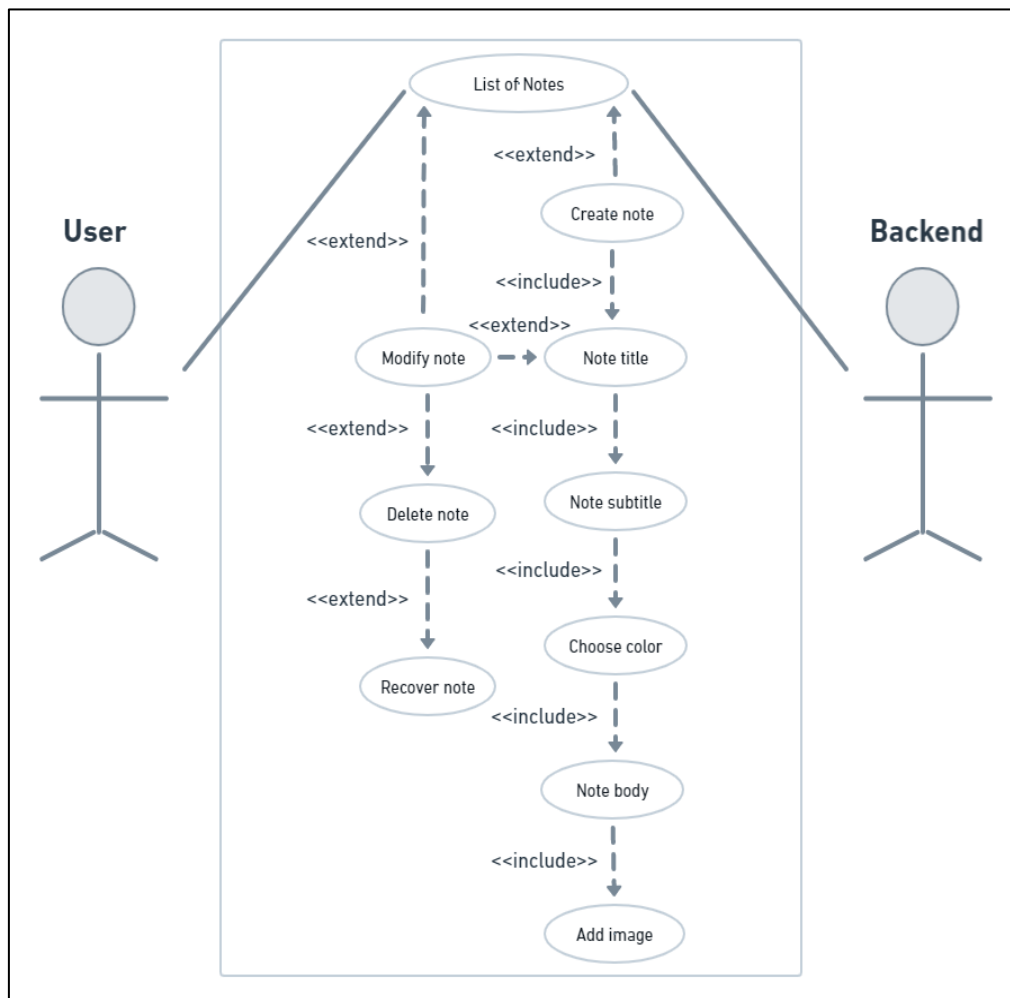 List of Notes
<<extend>>
Create note
User
Backend
<<extend>>
<<include>>
<<extend>>
Modify note
Note title
<<extend>>
<<include>>
Delete note
Note subtitle
<<include>>
<<extend>>
Choose color
Recover note
<<include>>
Note body
<<include>>
Add image